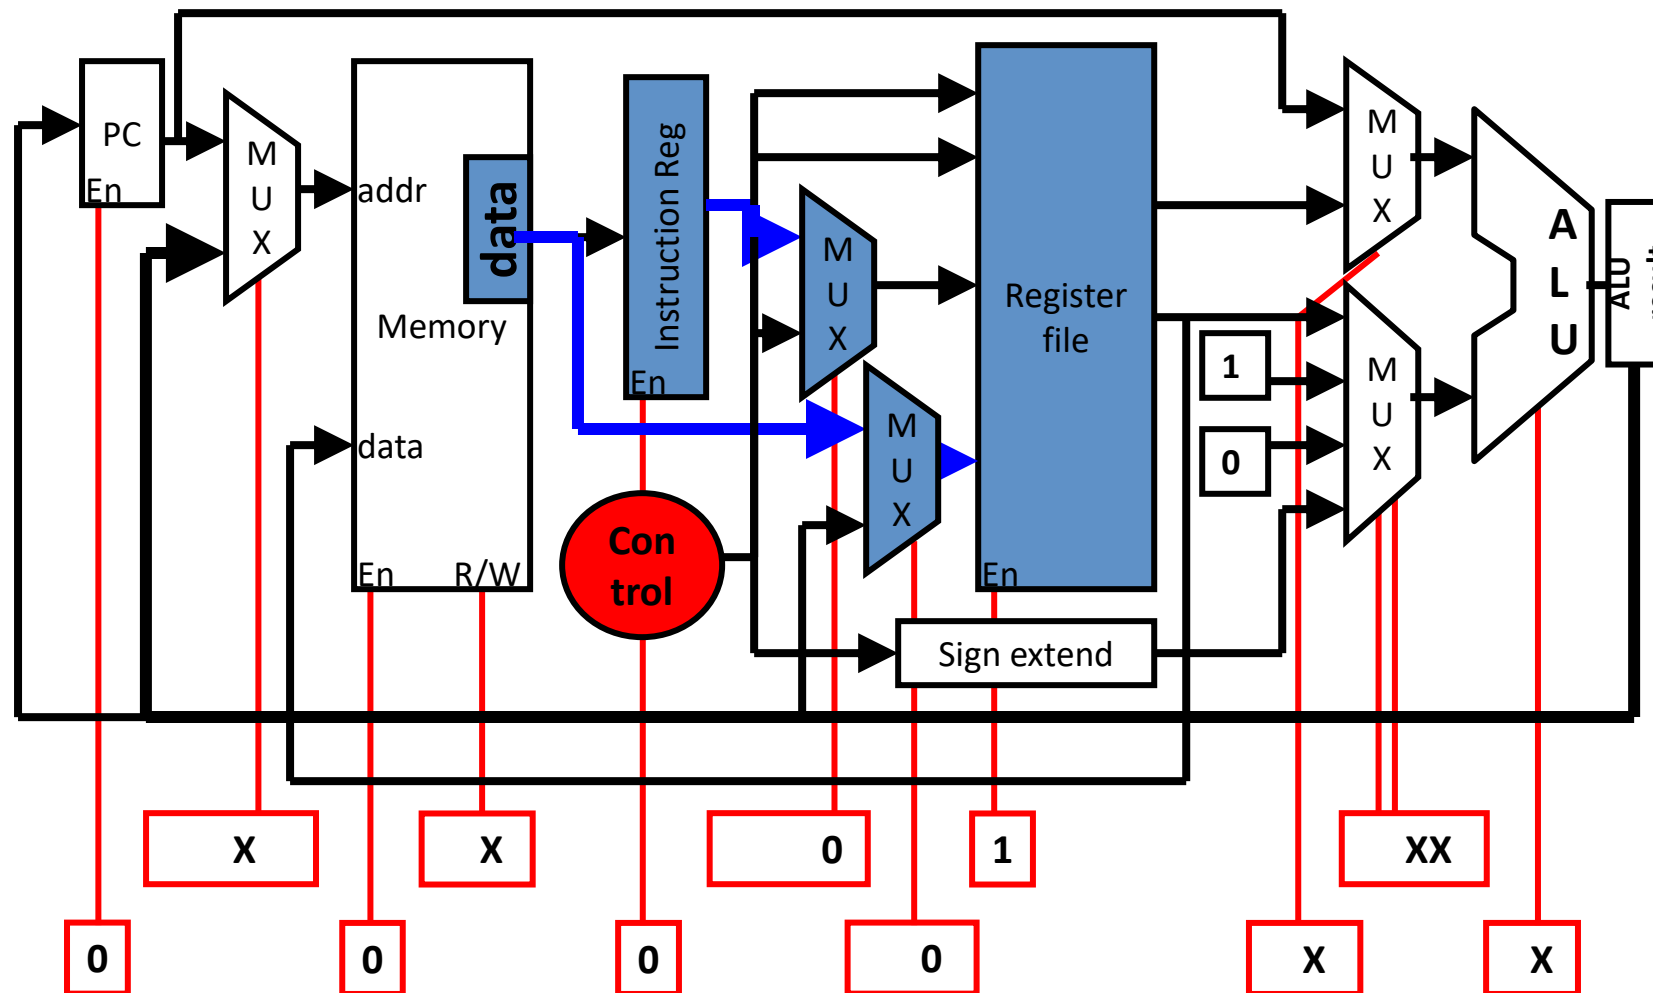 PC
En
M
U
X
addr
data
Memory
data
En
R/W
Instruction Reg
En
Con
trol
M
U
X
M
U
X
Register
file
En
Sign extend
M
U
X
1
0
M
U
X
A
L
U
ALU
X
X
0
1
XX
0
0
0
0
X
X